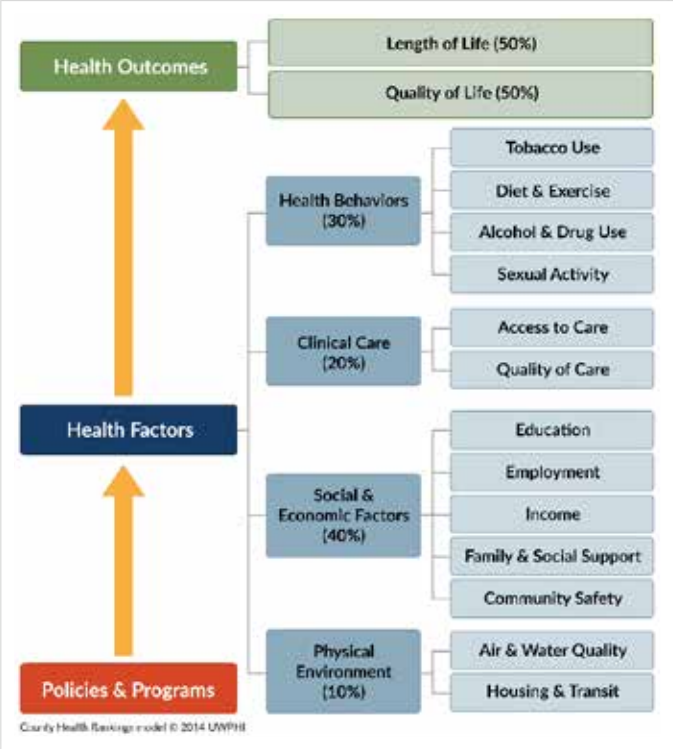 Health Outcomes
Length of Life (50%)
Quality of Life (50%)
Health Behaviors
(30%)
Tobacco Use
Diet & Exercise
Alcohol & Drug Use
Sexual Activity
Clinical Care
(20%)
Access to Care
Quality of Care
Health Factors
Social &
Economic Factors
(40%)
Education
Employment
Income
Family & Social Support
Community Safety
Physical
Environment
(10%)
Air & Water Quality
Housing & Transit
Policies & Programs
County Health Rankings model © 2014 UWPHI